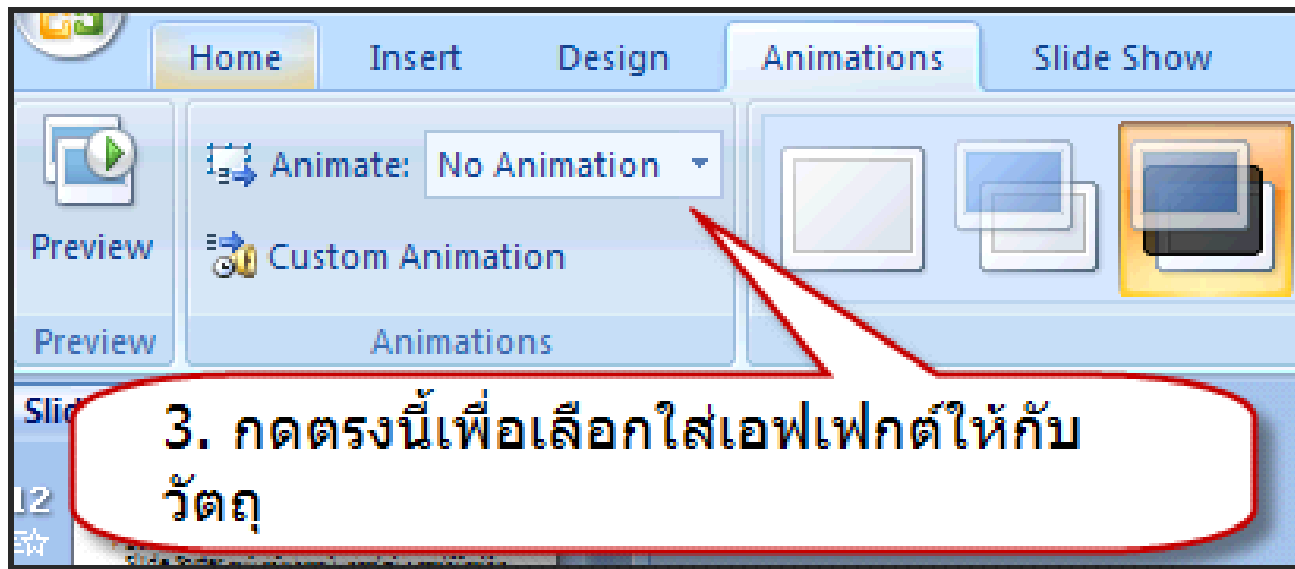 Home Insert Design Animations Slide Show
Animate: No Animation
Preview
Custom Animation
Preview Animations
3. กดตรงนี้เพื่อเลือกใส่เอฟเฟกต์ให้กับ
วัตถุ
12